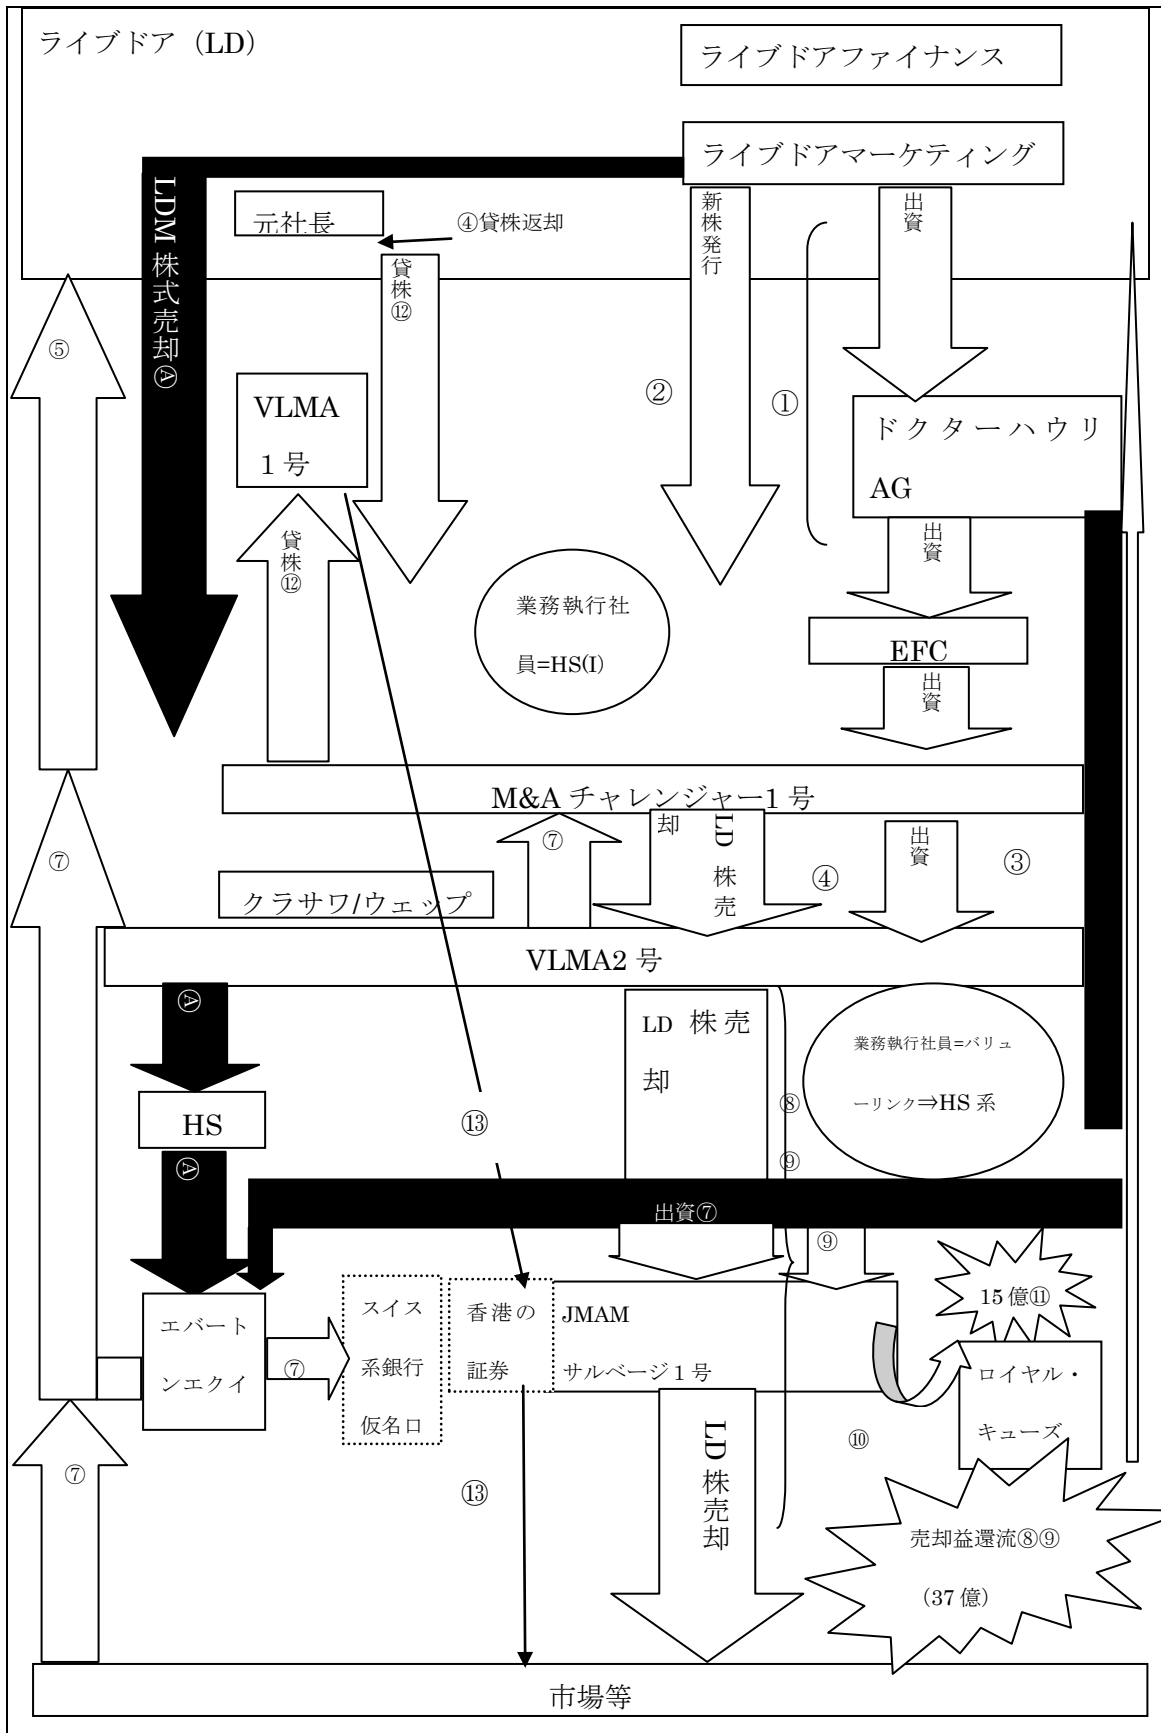 ライブドア（LD）
ライブドアファイナンス
ライブドアマーケティング
LDM 株式売却Ⓐ
元社長
④貸株返却
新株発行
出資
貸株⑫
⑤
②
①
VLMA
1 号
ドクターハウリ
AG
貸株⑫
出資
業務執行社
員=HS(I)
EFC
出資
M&A チャレンジャー1 号
⑦
⑦
LD 株売
却
④
出資
③
クラサワ/ウェップ
VLMA2 号
Ⓐ
LD 株売
却
業務執行社員=バリュ
ーリンク⇒HS 系
⑧
HS
⑬
⑨
Ⓐ
出資⑦
⑨
15 億⑪
エバート
ンエクイ
⑦
スイス
系銀行
仮名口
香港の
証券
JMAM
サルベージ 1 号
ロイヤル・
キューズ
⑩
⑦
⑬
LD 株売却
売却益還流⑧⑨
（37 億）
市場等